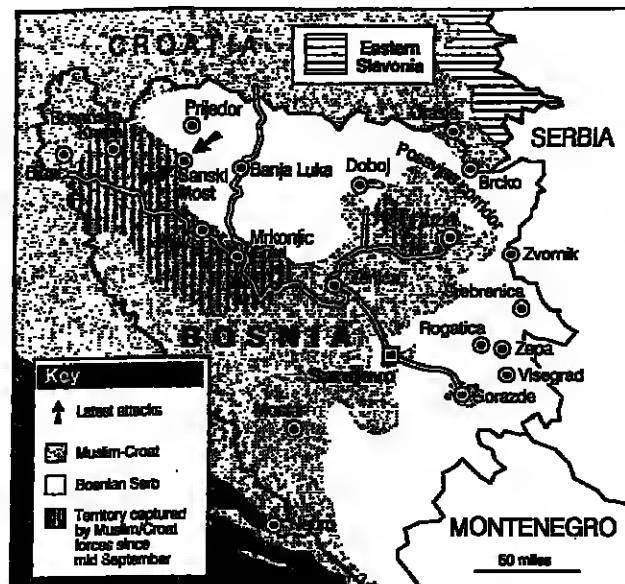 CROATIA
Eastern
Slavonia
Prijedor
SERBIA
Sanski
Most
Banja Luka
Doboj
Posavina corridor
Brcko
Mrkonjic
Zvornik
Srebrenica
BOSNIA
Rogatica
Zepa
Visegrad
Gorazde
Key
Latest attacks
Muslim-Croat
Bosnian Serb
Territory captured
by Muslim/Croat
forces since
mid September
MONTENEGRO
50 miles